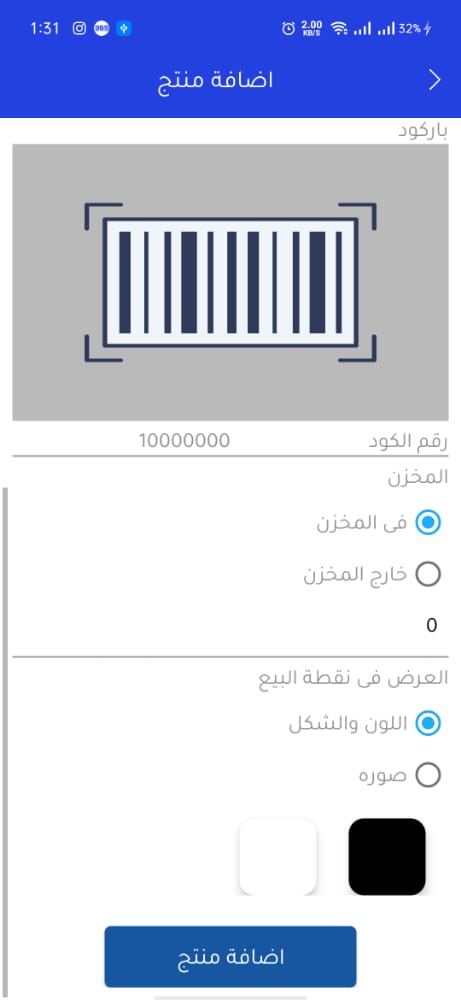 1:31 365 2.00 KB/S 32%
اضافة منتج
باركود
رقم الكود 10000000
المخزن
فى المخزن
خارج المخزن
0
العرض فى نقطة البيع
اللون والشكل
صوره
اضافة منتج